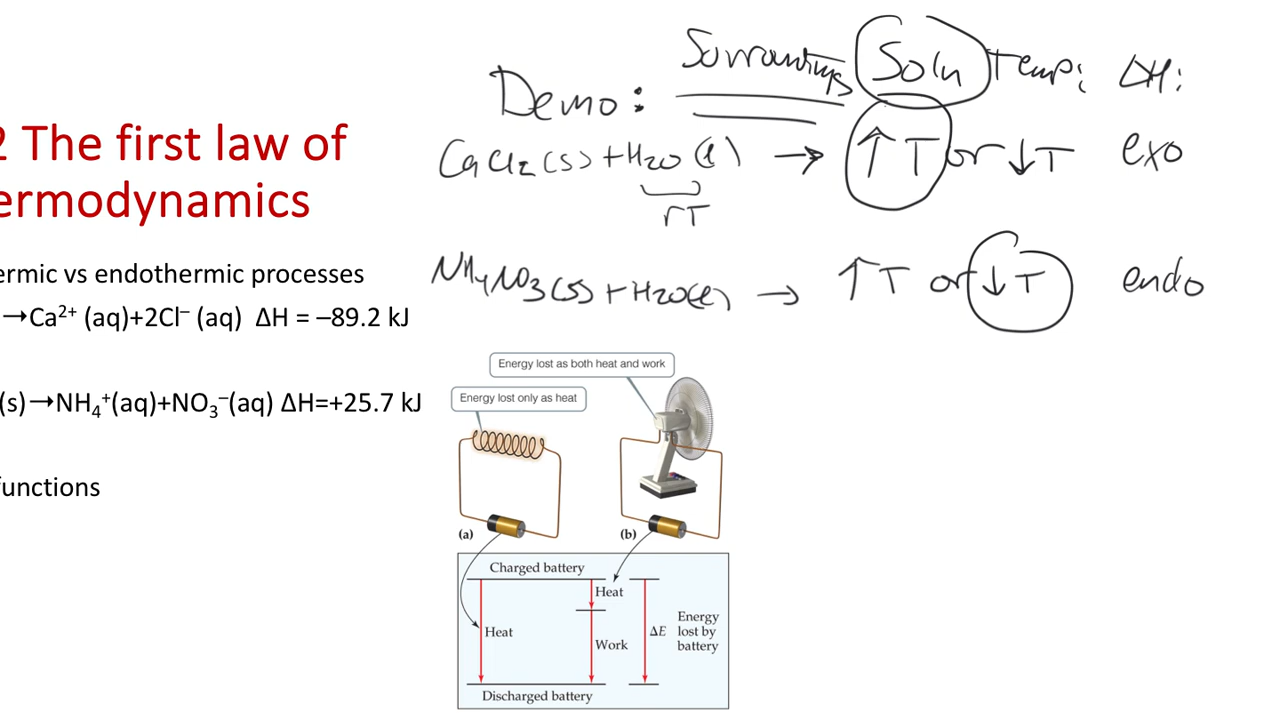 2 The first law of
ermodynamics
ermic vs endothermic processes
→Ca²⁺ (aq)+2Cl⁻ (aq) ΔH = –89.2 kJ
(s)→NH₄⁺(aq)+NO₃⁻(aq) ΔH=+25.7 kJ
functions
Surroundings Soln Temp: ΔH:
Demo:
CaCl₂ (s) + H₂O (l) → ↑T or ↓T exo
rT
NH₄NO₃ (s) + H₂O(l) → ↑T or ↓T endo
Energy lost as both heat and work
Energy lost only as heat
(a)
(b)
Charged battery
Heat
Heat
Work
ΔE
Energy
lost by
battery
Discharged battery